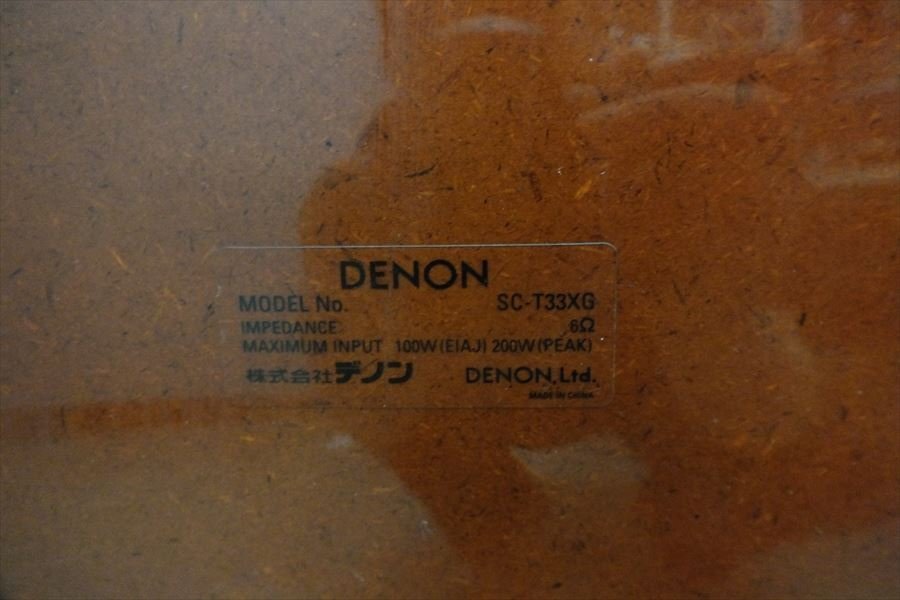 DENON
MODEL No. SC-T33XG
IMPEDANCE 6Ω
MAXIMUM INPUT 100W(EIAJ) 200W(PEAK)
株式会社デノン DENON, Ltd.
MADE IN CHINA